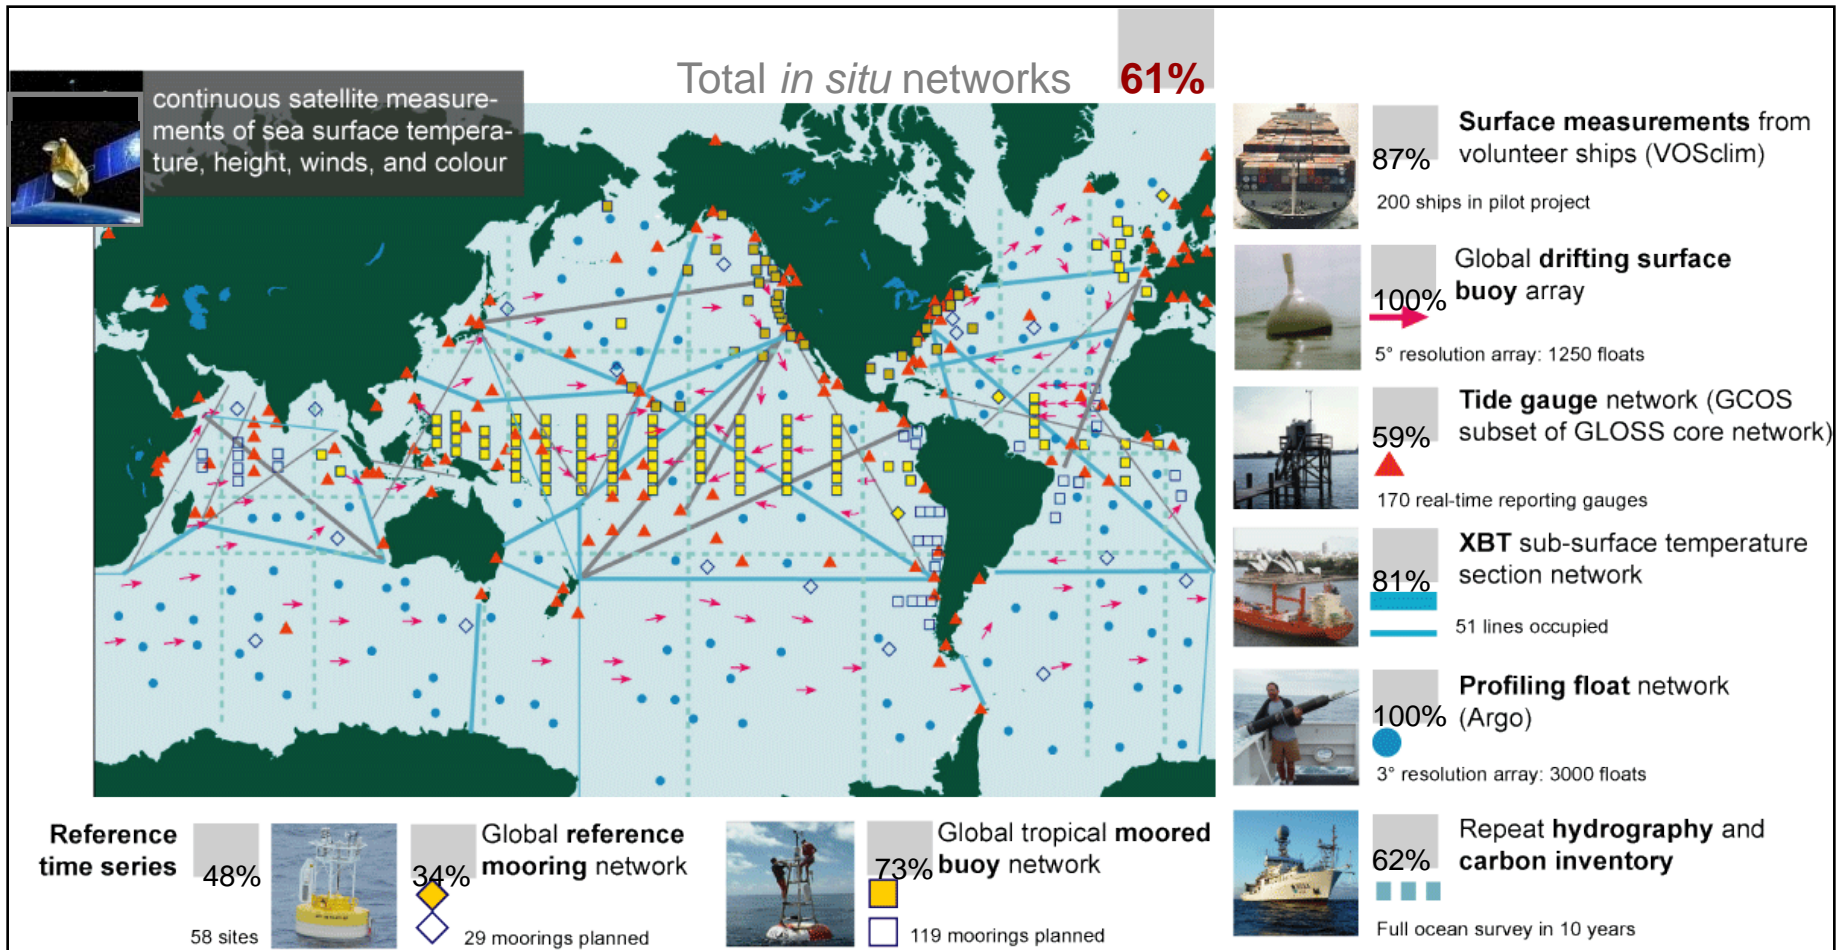 Total in situ networks 61%
continuous satellite measure-
ments of sea surface tempera-
ture, height, winds, and colour
87%
Surface measurements from
volunteer ships (VOSclim)
200 ships in pilot project
100%
Global drifting surface
buoy array
5° resolution array: 1250 floats
59%
Tide gauge network (GCOS
subset of GLOSS core network)
170 real-time reporting gauges
81%
XBT sub-surface temperature
section network
51 lines occupied
100%
Profiling float network
(Argo)
3° resolution array: 3000 floats
62%
Repeat hydrography and
carbon inventory
Full ocean survey in 10 years
Reference
time series
48%
58 sites
34%
Global reference
mooring network
29 moorings planned
73%
Global tropical moored
buoy network
119 moorings planned